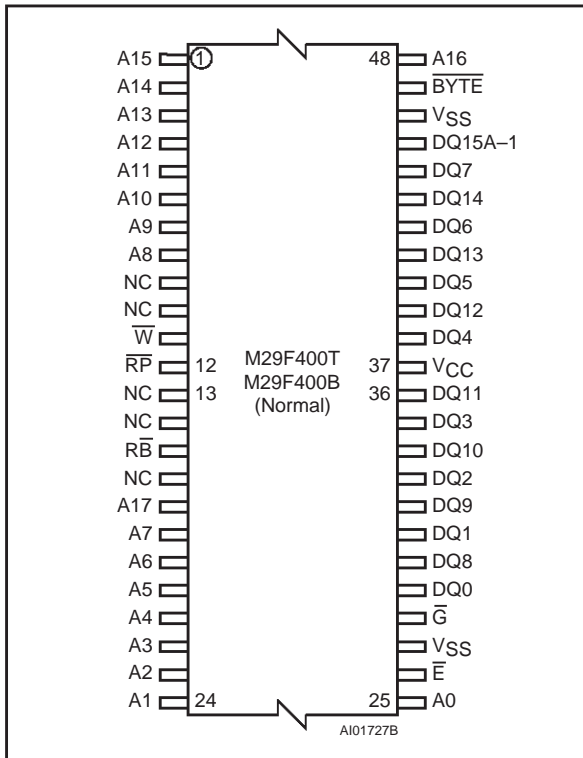 A15 1 48 A16
A14 B̅Y̅T̅E̅
A13 VSS
A12 DQ15A–1
A11 DQ7
A10 DQ14
A9 DQ6
A8 DQ13
NC DQ5
NC DQ12
W̅ DQ4
R̅P̅ 12 M29F400T 37 VCC
NC 13 M29F400B 36 DQ11
NC (Normal) DQ3
RB̅ DQ10
NC DQ2
A17 DQ9
A7 DQ1
A6 DQ8
A5 DQ0
A4 G̅
A3 VSS
A2 E̅
A1 24 25 A0
AI01727B